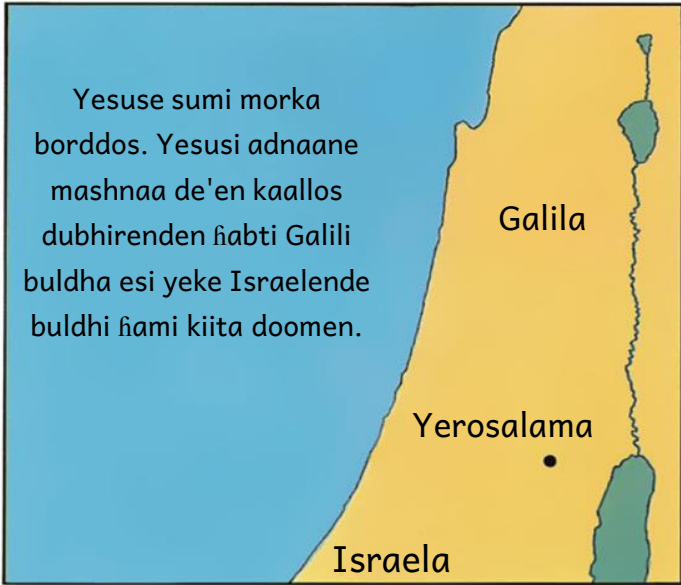 Yesuse sumi morka
borddos. Yesusi adnaane
mashnaa de'en kaallos
dubhirenden ɦabti Galili
buldha esi yeke Israelende
buldhi ɦami kiita doomen.
Galila
Yerosalama
Israela